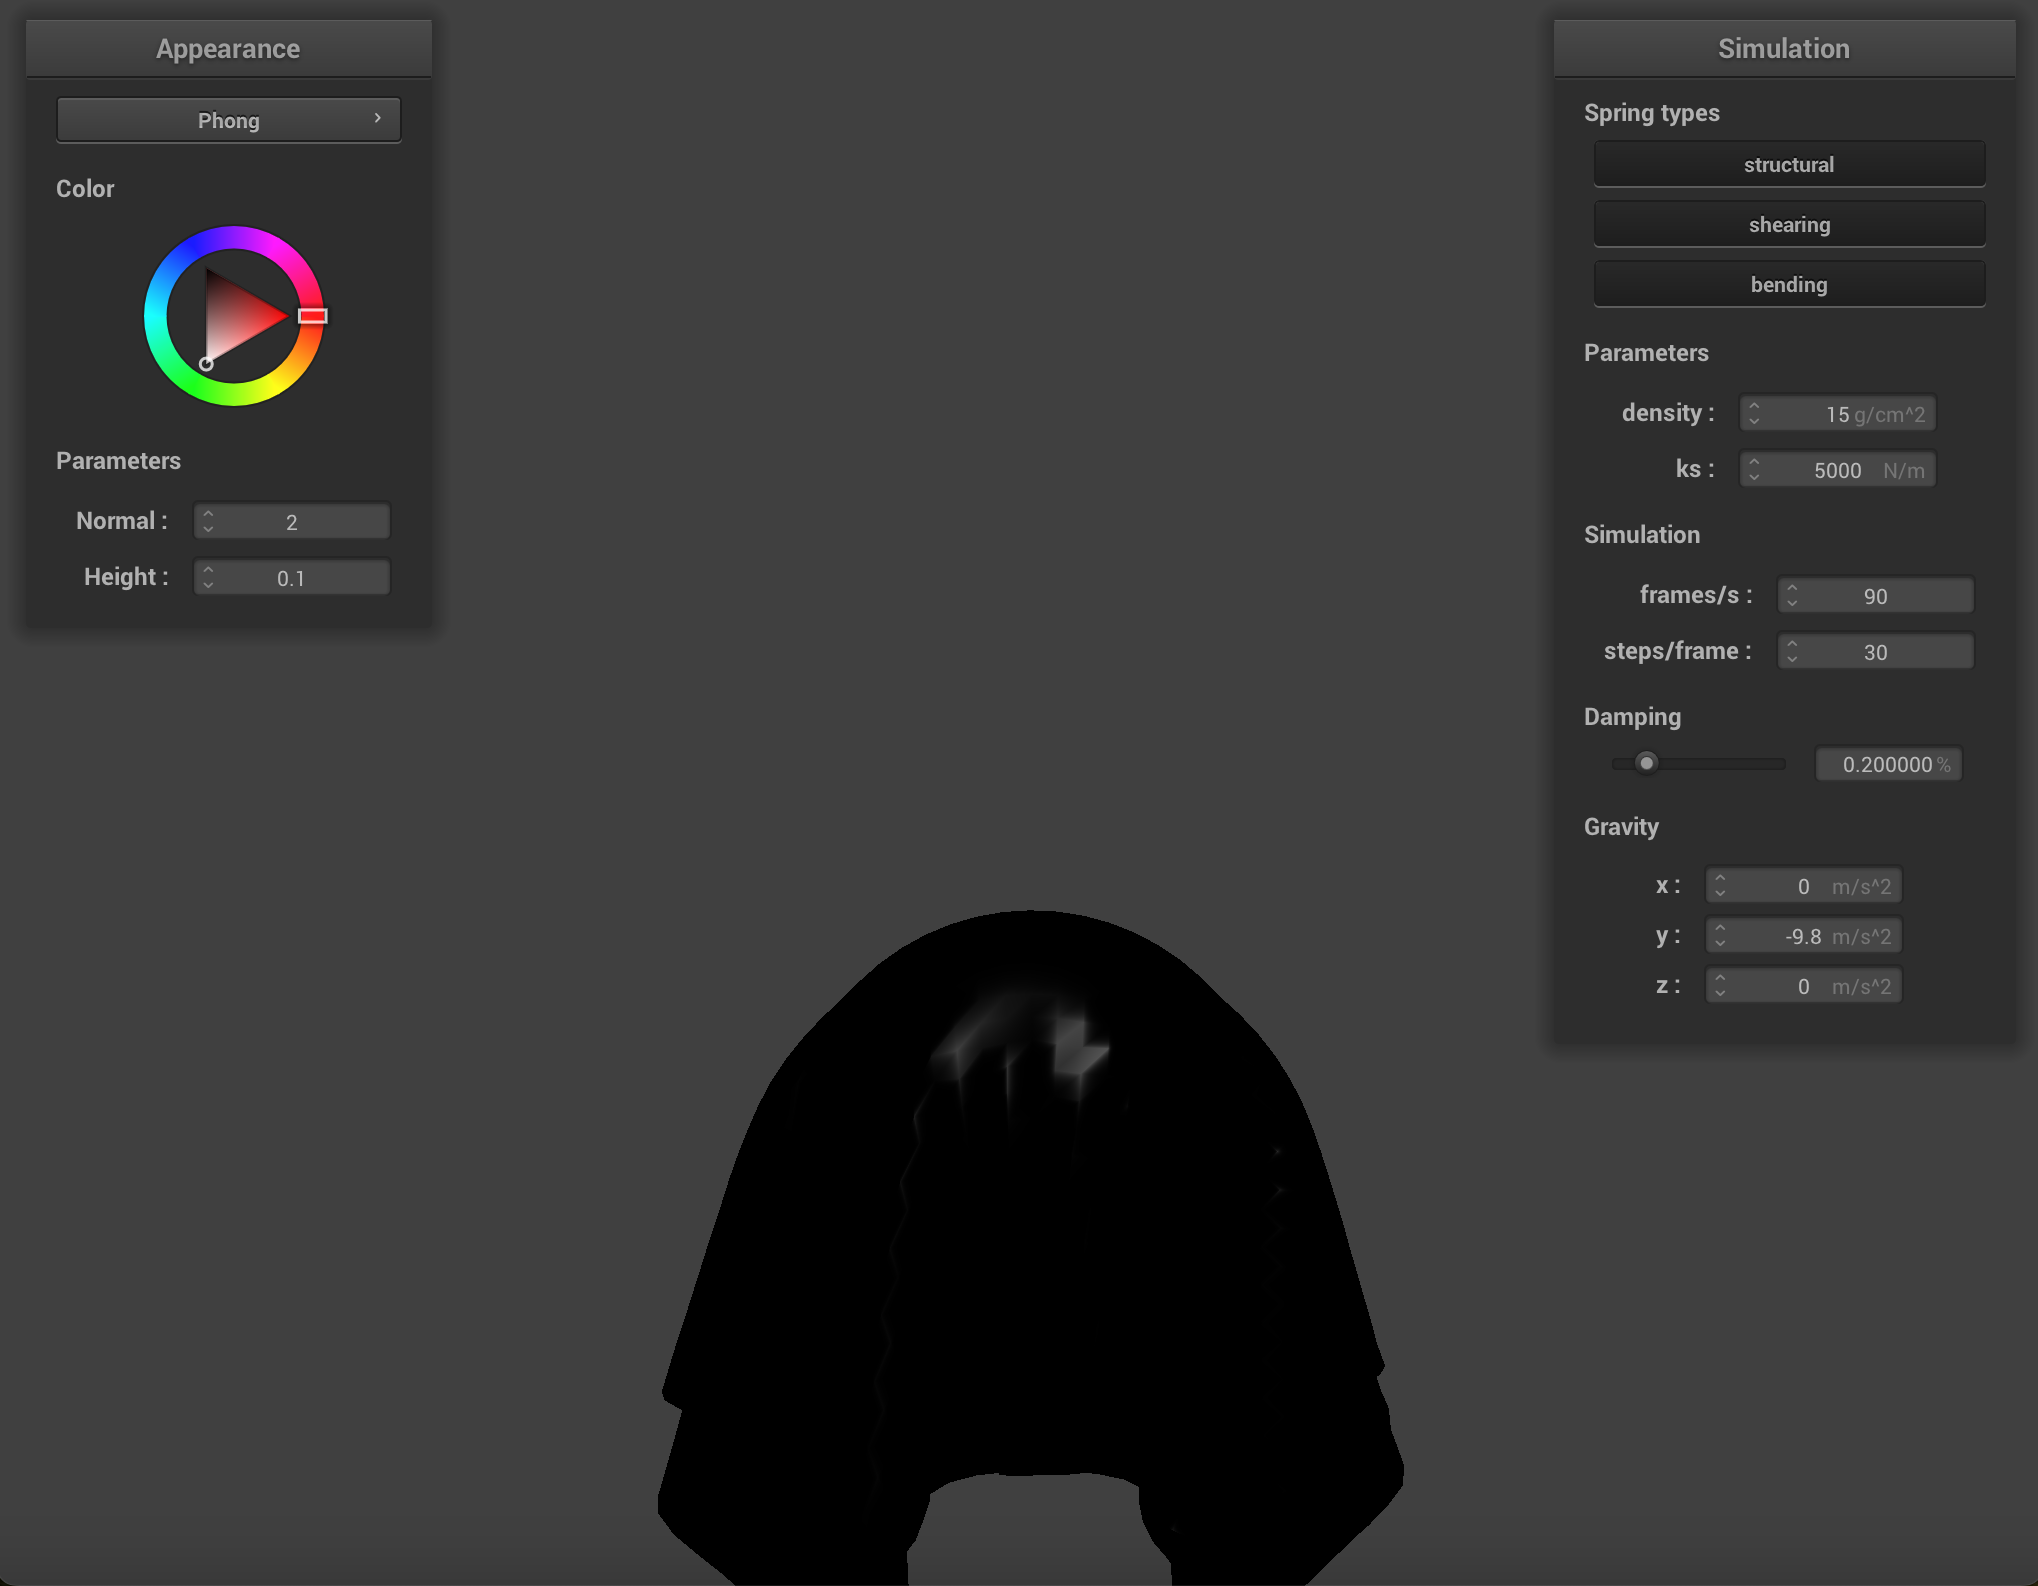 Appearance
Phong
Color
Parameters
Normal : 2
Height : 0.1
Simulation
Spring types
structural
shearing
bending
Parameters
density : 15 g/cm^2
ks : 5000 N/m
Simulation
frames/s : 90
steps/frame : 30
Damping
0.200000 %
Gravity
x : 0 m/s^2
y : -9.8 m/s^2
z : 0 m/s^2